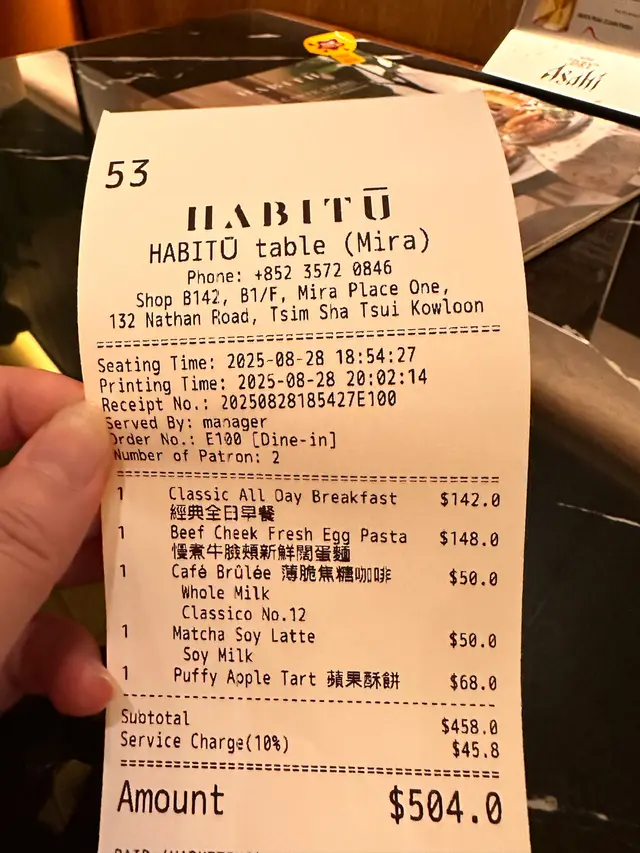 Asahi
HABITŪ
53
HABITŪ
HABITŪ table (Mira)
Phone: +852 3572 0846
Shop B142, B1/F, Mira Place One,
132 Nathan Road, Tsim Sha Tsui Kowloon
Seating Time: 2025-08-28 18:54:27
Printing Time: 2025-08-28 20:02:14
Receipt No.: 20250828185427E100
Served By: manager
Order No.: E100 [Dine-in]
Number of Patron: 2
1 Classic All Day Breakfast $142.0
經典全日早餐
1 Beef Cheek Fresh Egg Pasta $148.0
慢煮牛臉頰新鮮闊蛋麵
1 Café Brûlée 薄脆焦糖咖啡 $50.0
Whole Milk
Classico No.12
1 Matcha Soy Latte $50.0
Soy Milk
1 Puffy Apple Tart 蘋果酥餅 $68.0
Subtotal $458.0
Service Charge(10%) $45.8
Amount $504.0